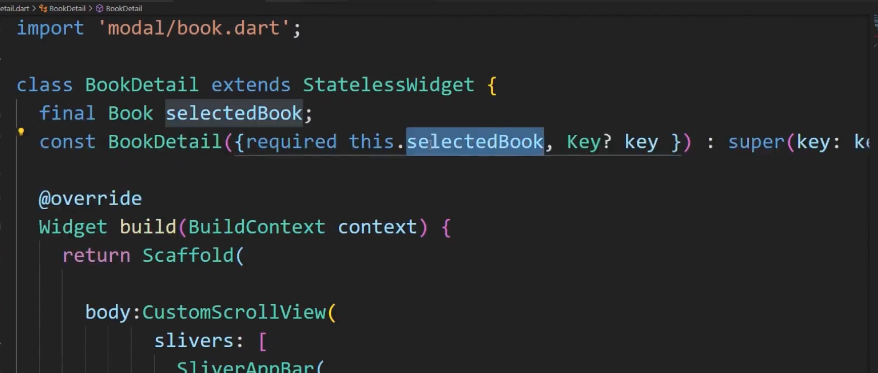 etail.dart > BookDetail > BookDetail
import 'modal/book.dart';
class BookDetail extends StatelessWidget {
final Book selectedBook;
const BookDetail({required this.selectedBook, Key? key }) : super(key: ke
@override
Widget build(BuildContext context) {
return Scaffold(
body:CustomScrollView(
slivers: [
SliverAppBar(